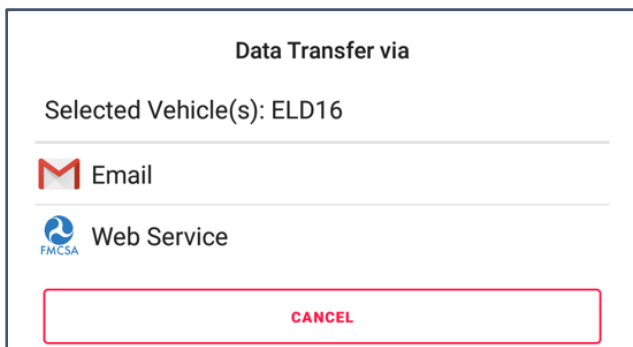 Data Transfer via
Selected Vehicle(s): ELD16
Email
FMCSA
Web Service
CANCEL